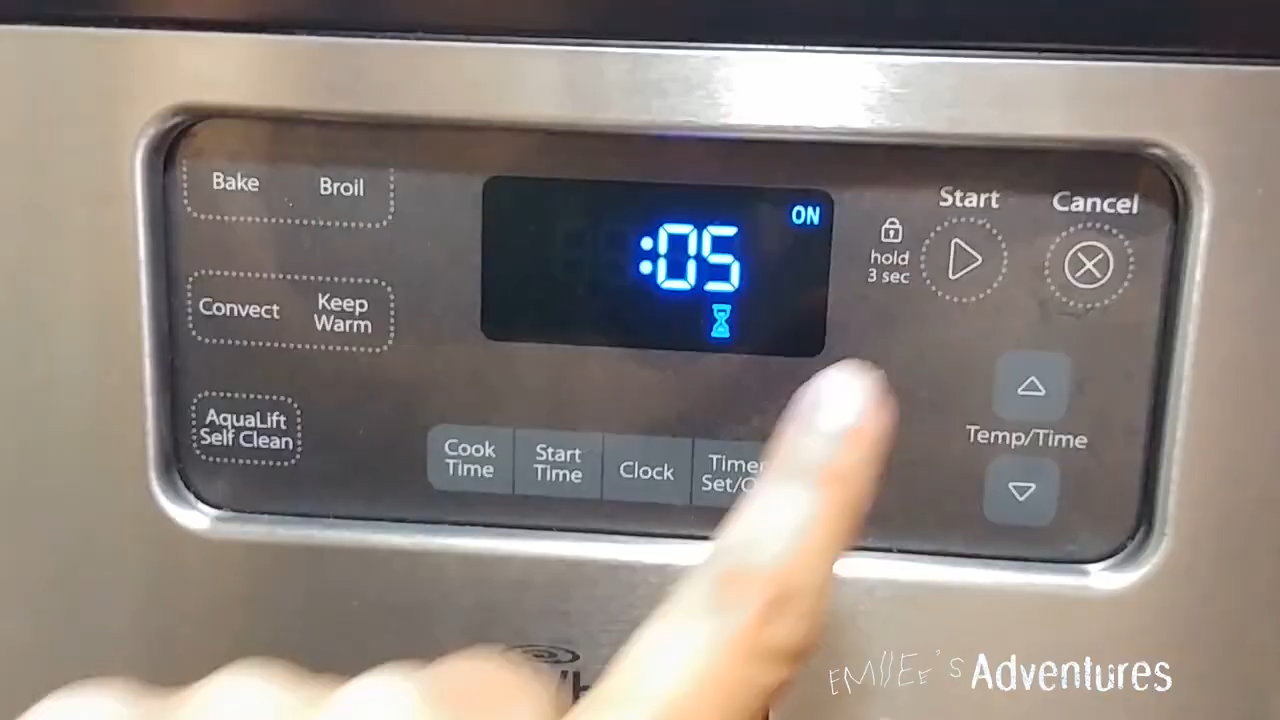 Bake Broil
ON
:05
Start Cancel
hold
3 sec
Convect Keep
Warm
AquaLift
Self Clean
Cook
Time
Start
Time
Clock
Timer
Temp/Time
EMllEE's Adventures